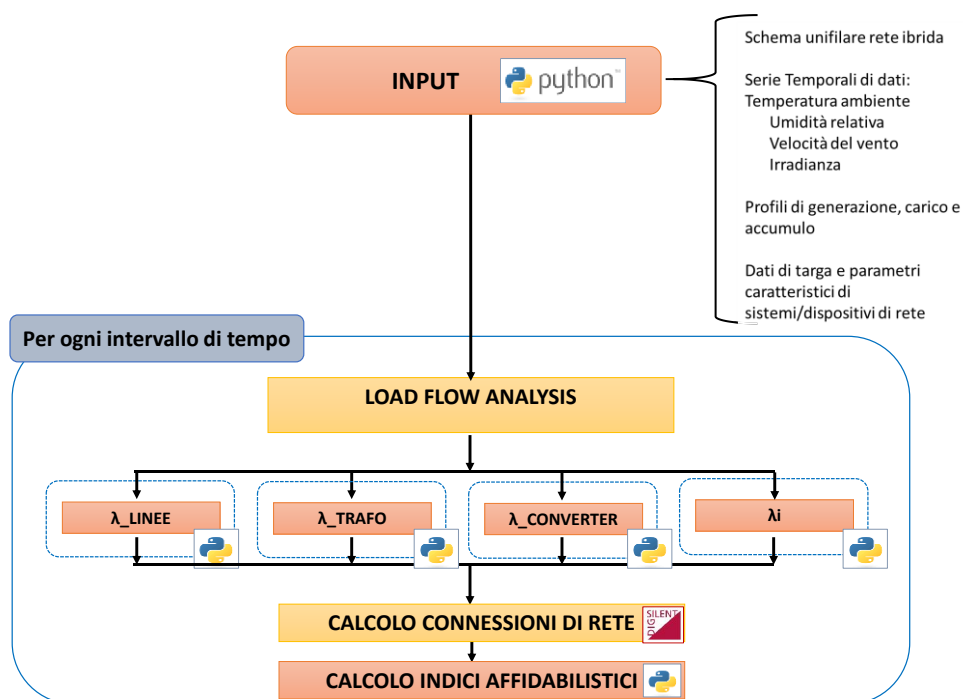 INPUT
python™
Schema unifilare rete ibrida
Serie Temporali di dati:
Temperatura ambiente
Umidità relativa
Velocità del vento
Irradianza
Profili di generazione, carico e
accumulo
Dati di targa e parametri
caratteristici di
sistemi/dispositivi di rete
Per ogni intervallo di tempo
LOAD FLOW ANALYSIS
λ_LINEE
λ_TRAFO
λ_CONVERTER
λi
CALCOLO CONNESSIONI DI RETE
DIG
SILENT
CALCOLO INDICI AFFIDABILISTICI